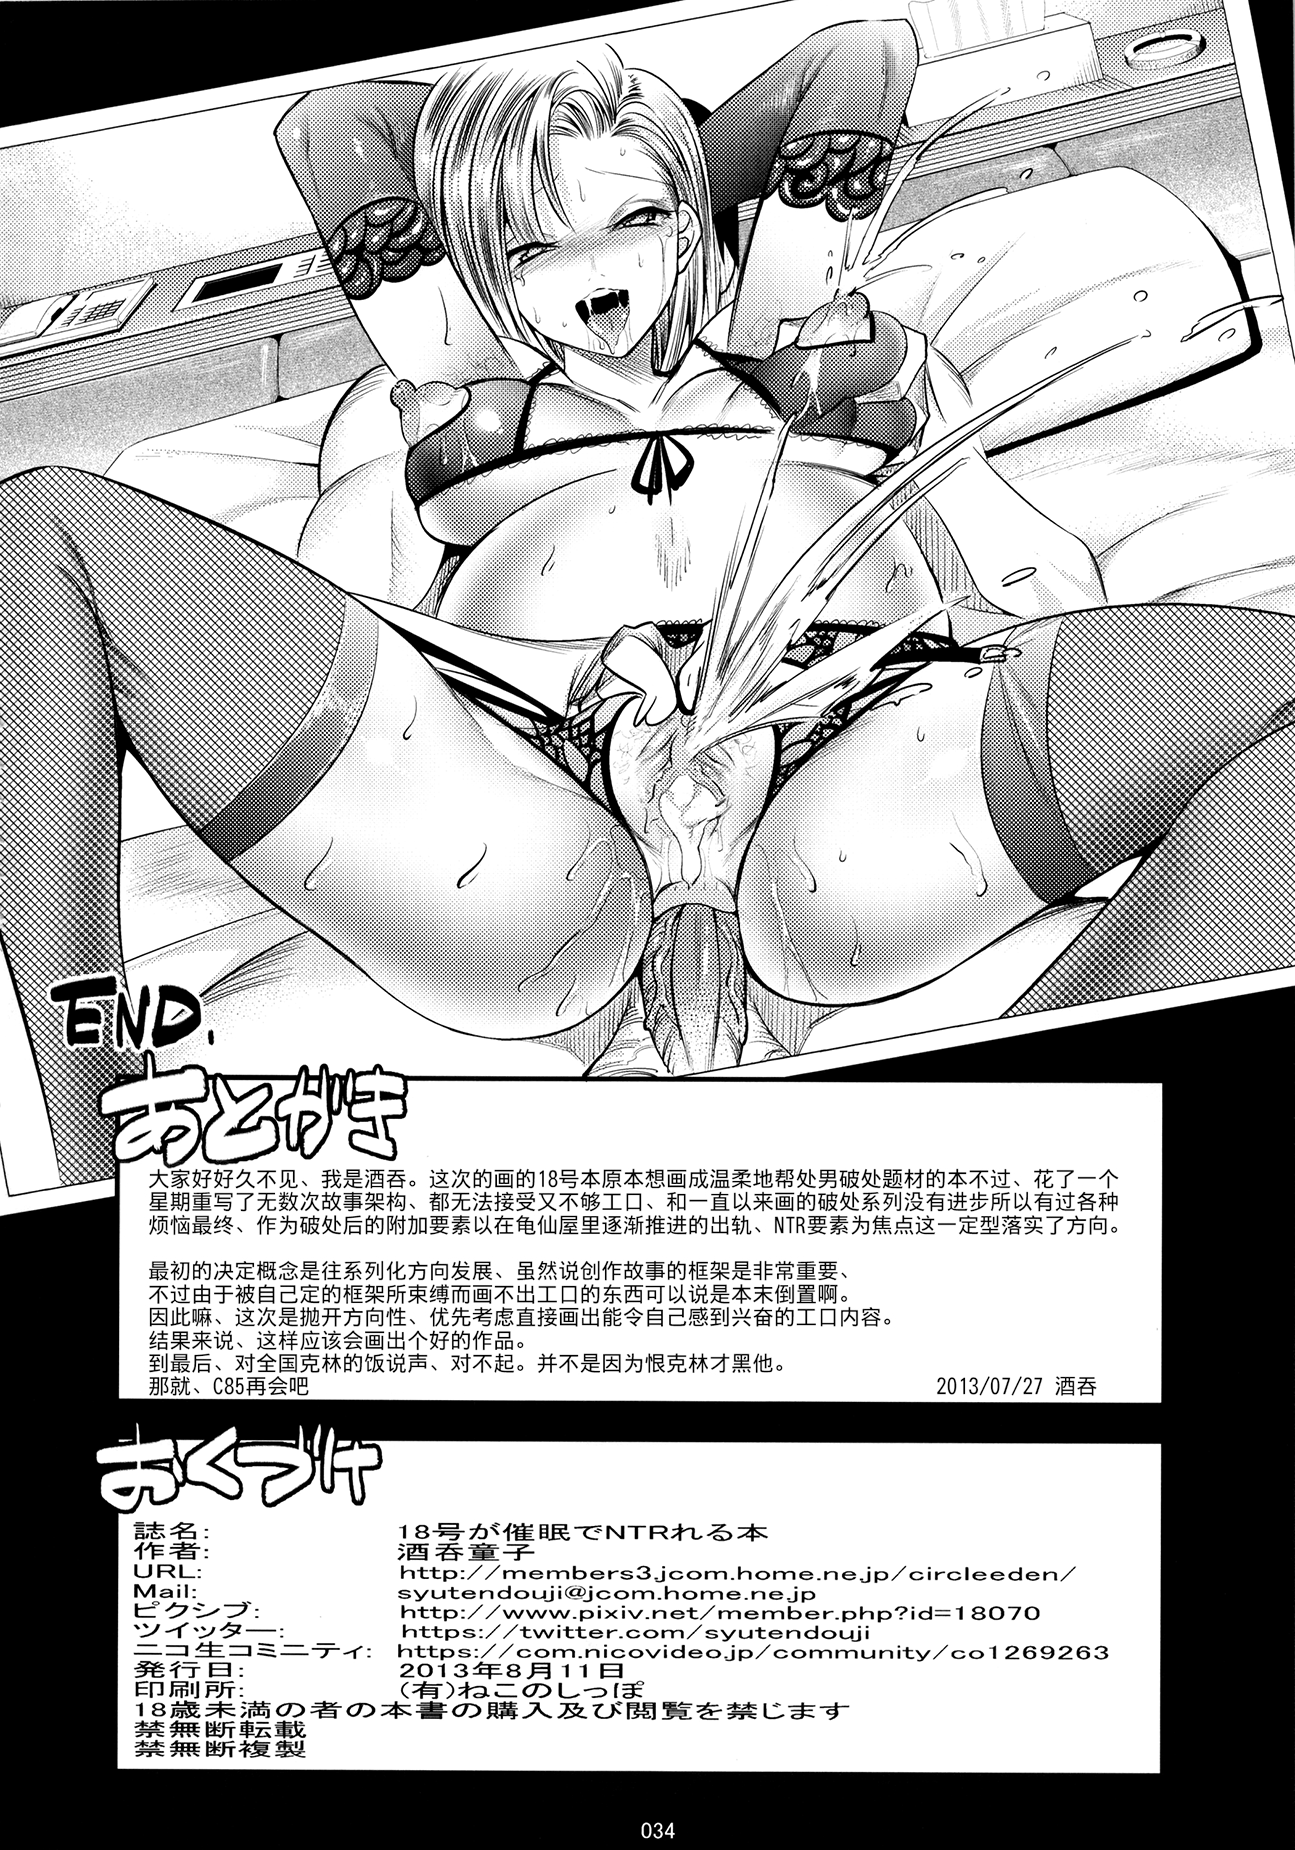 END.
あとがき
大家好好久不见、我是酒吞。这次的画的18号本原本想画成温柔地帮处男破处题材的本不过、花了一个
星期重写了无数次故事架构、都无法接受又不够工口、和一直以来画的破处系列没有进步所以有过各种
烦恼最终、作为破处后的附加要素以在龟仙屋里逐渐推进的出轨、NTR要素为焦点这一定型落实了方向。
最初的决定概念是往系列化方向发展、虽然说创作故事的框架是非常重要、
不过由于被自己定的框架所束缚而画不出工口的东西可以说是本末倒置啊。
因此嘛、这次是抛开方向性、优先考虑直接画出能令自己感到兴奋的工口内容。
结果来说、这样应该会画出个好的作品。
到最后、对全国克林的饭说声、对不起。并不是因为恨克林才黑他。
那就、C85再会吧 2013/07/27 酒吞
おくづけ
誌名: 18号が催眠でNTRれる本
作者: 酒呑童子
URL: http://members3.jcom.home.ne.jp/circleeden/
Mail: syutendouji@jcom.home.ne.jp
ピクシブ: http://www.pixiv.net/member.php?id=18070
ツイッター: https://twitter.com/syutendouji
ニコ生コミニティ: https://com.nicovideo.jp/community/co1269263
発行日: 2013年8月11日
印刷所: (有)ねこのしっぽ
18歳未満の者の本書の購入及び閲覧を禁じます
禁無断転載
禁無断複製
034